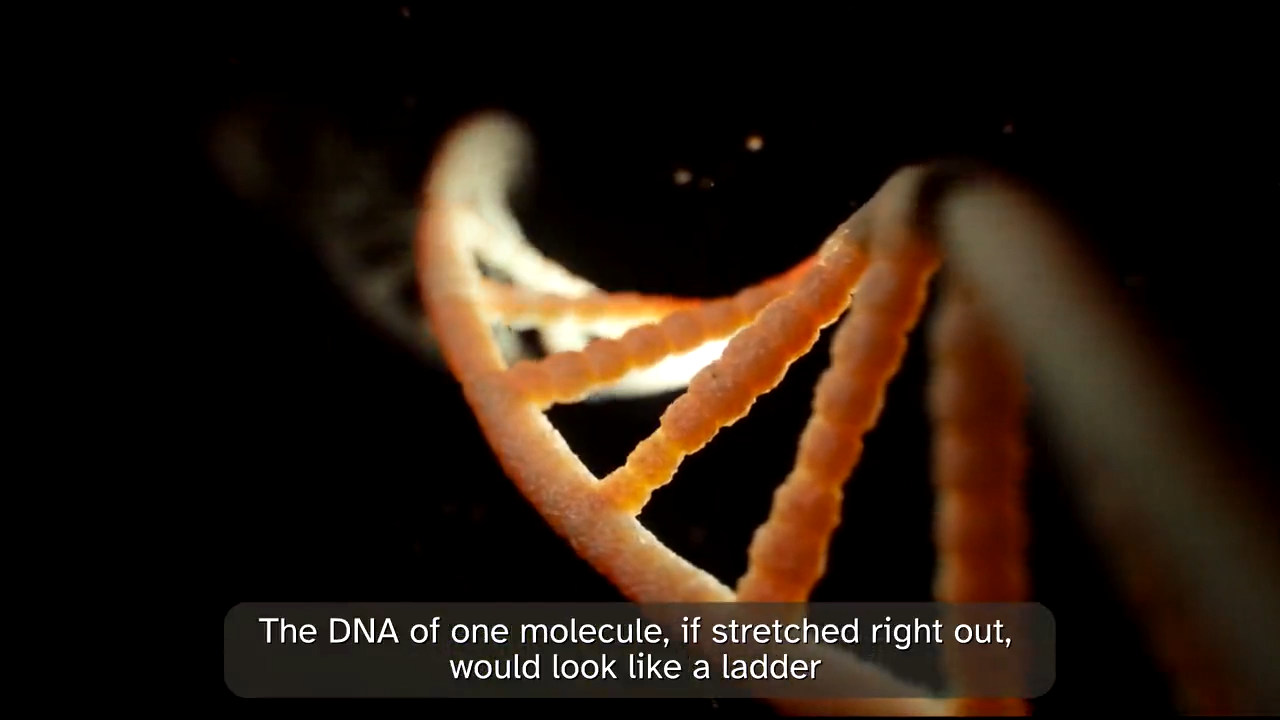 The DNA of one molecule, if stretched right out,
would look like a ladder